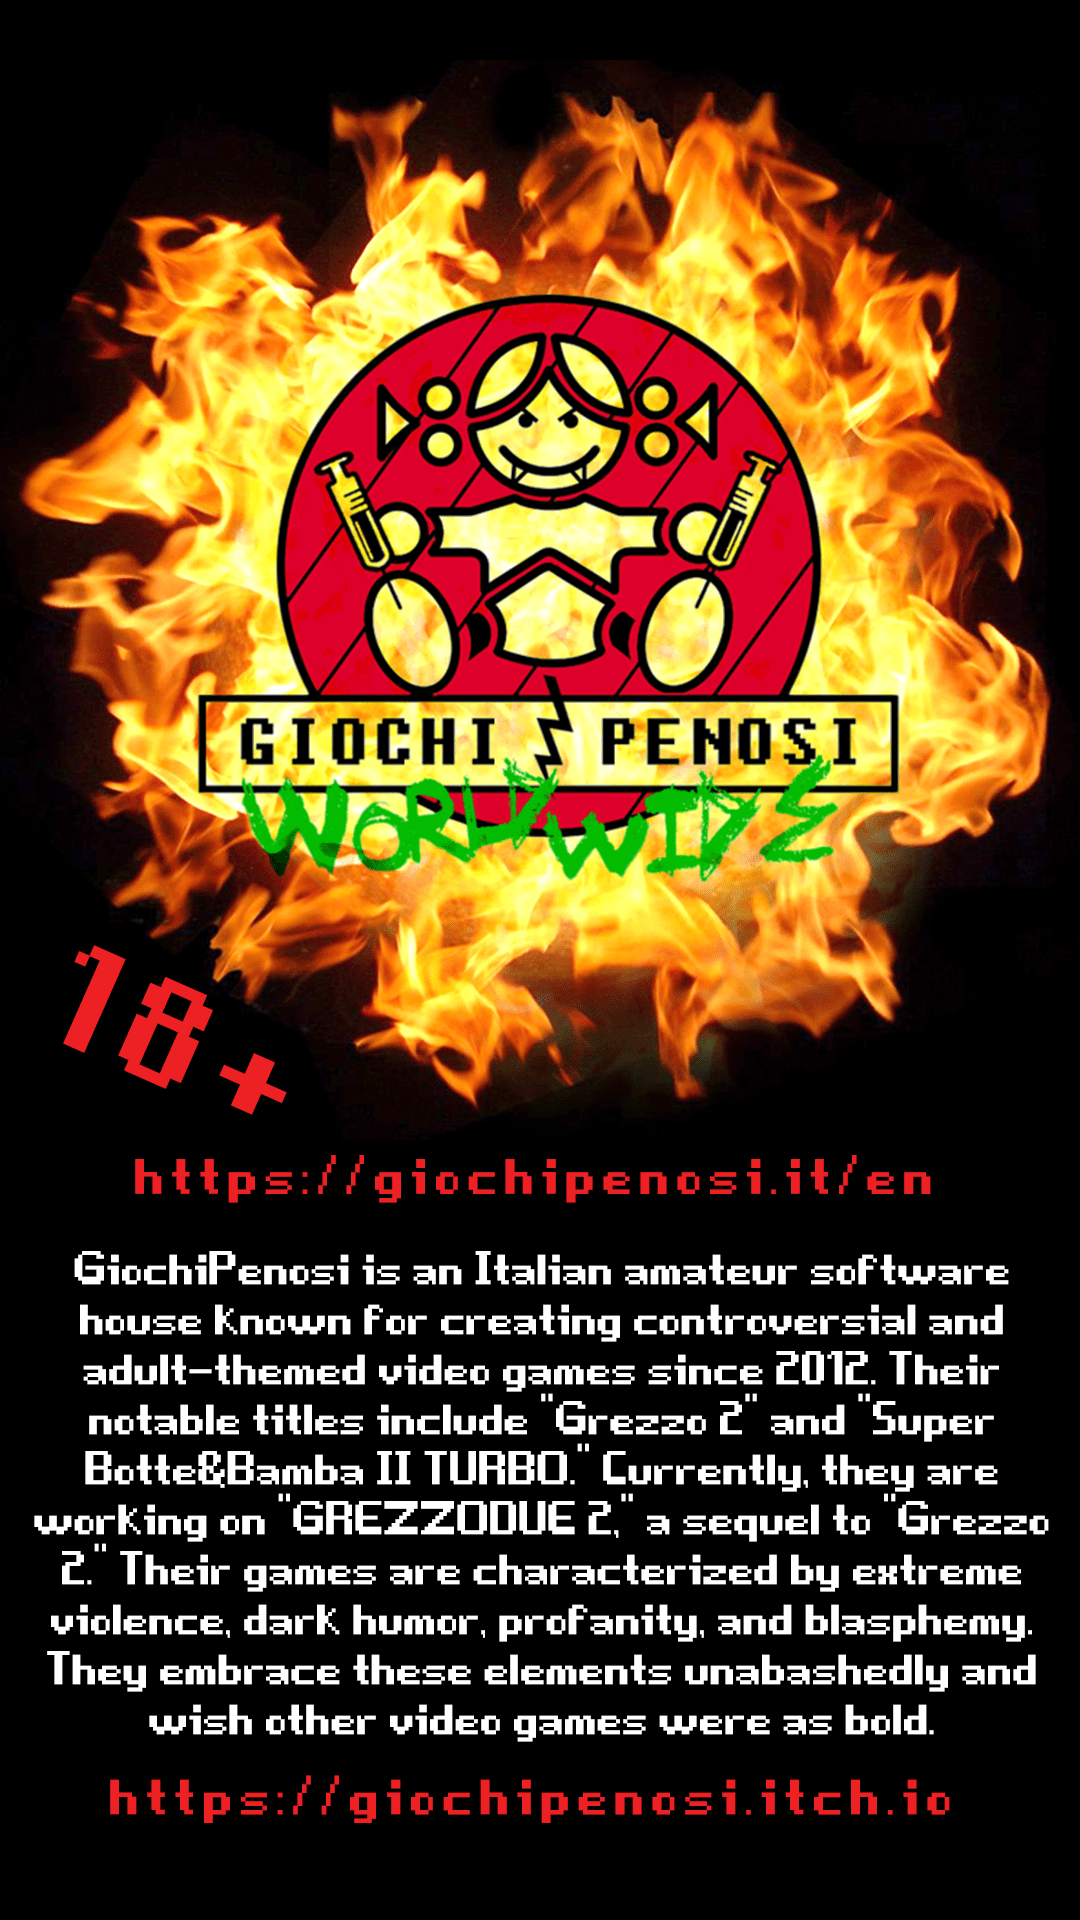 GIOCHI PENOSI
WORLDWIDE
18+
https://giochipenosi.it/en
GiochiPenosi is an Italian amateur software
house known for creating controversial and
adult-themed video games since 2012. Their
notable titles include "Grezzo 2" and "Super
Botte&Bamba II TURBO." Currently, they are
working on "GREZZODUE 2," a sequel to "Grezzo
2." Their games are characterized by extreme
violence, dark humor, profanity, and blasphemy.
They embrace these elements unabashedly and
wish other video games were as bold.
https://giochipenosi.itch.io